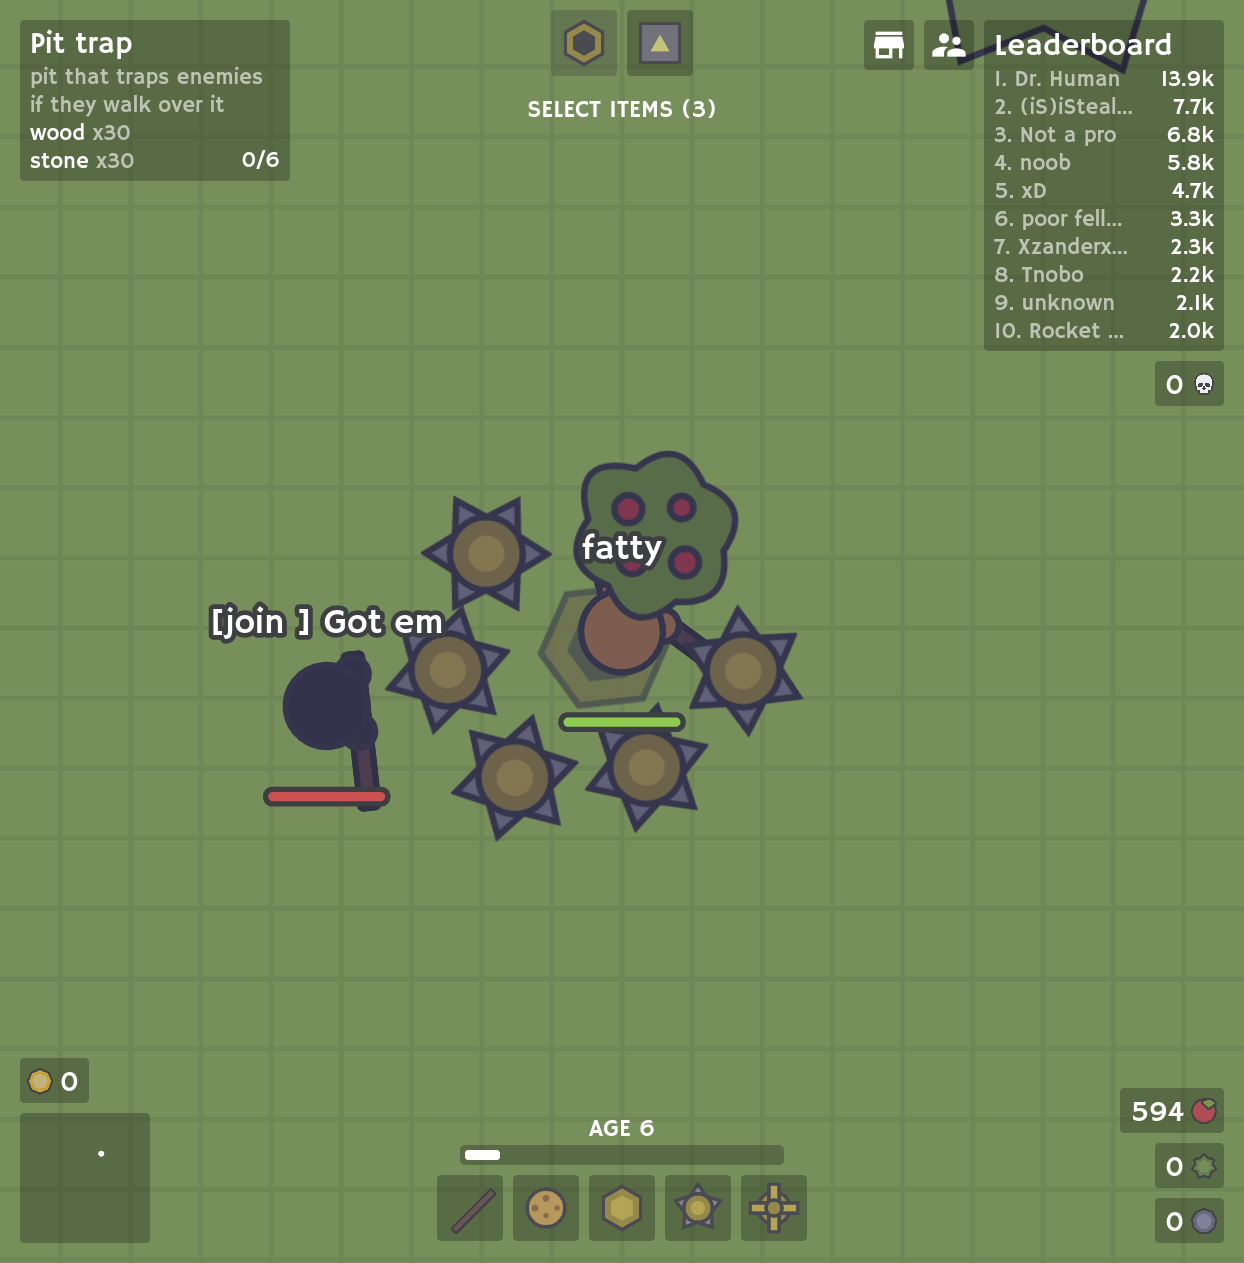 Pit trap
pit that traps enemies
if they walk over it
wood x30
stone x30 0/6
SELECT ITEMS (3)
Leaderboard
1. Dr. Human 13.9k
2. (iS)iSteal... 7.7k
3. Not a pro 6.8k
4. noob 5.8k
5. xD 4.7k
6. poor fell... 3.3k
7. Xzanderx... 2.3k
8. Tnobo 2.2k
9. unknown 2.1k
10. Rocket ... 2.0k
0
fatty
[join ] Got em
0
AGE 6
594
0
0